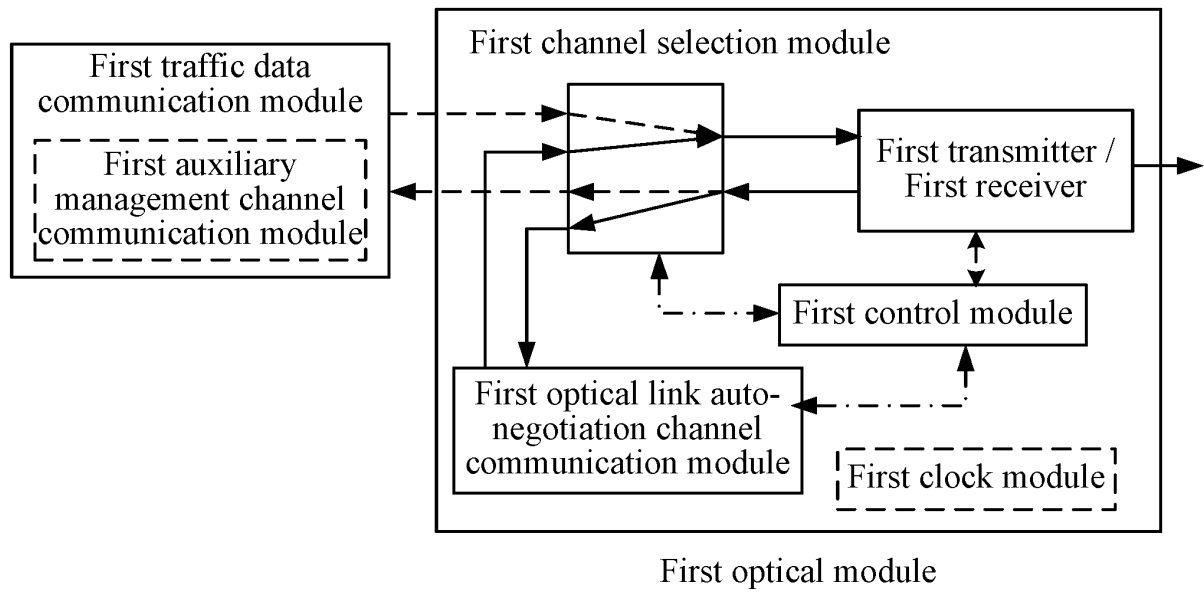 First channel selection module
First traffic data
communication module
First auxiliary
management channel
communication module
First transmitter /
First receiver
First control module
First optical link auto-
negotiation channel
communication module
First clock module
First optical module